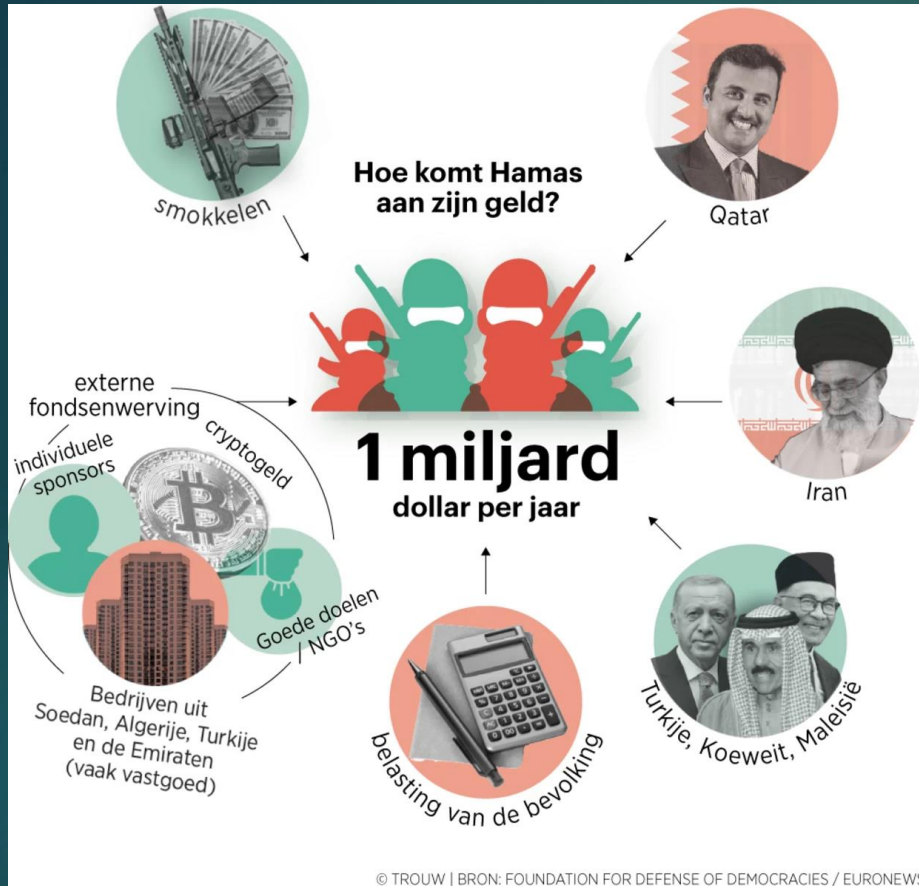 Hoe komt Hamas
aan zijn geld?
smokkelen
Qatar
externe
fondsenwerving
individuele
sponsors
cryptogeld
Goede doelen
/ NGO's
Bedrijven uit
Soedan, Algerije, Turkije
en de Emiraten
(vaak vastgoed)
1 miljard
dollar per jaar
Iran
belasting van de bevolking
Turkije, Koeweit, Maleisië
© TROUW | BRON: FOUNDATION FOR DEFENSE OF DEMOCRACIES / EURONEWS